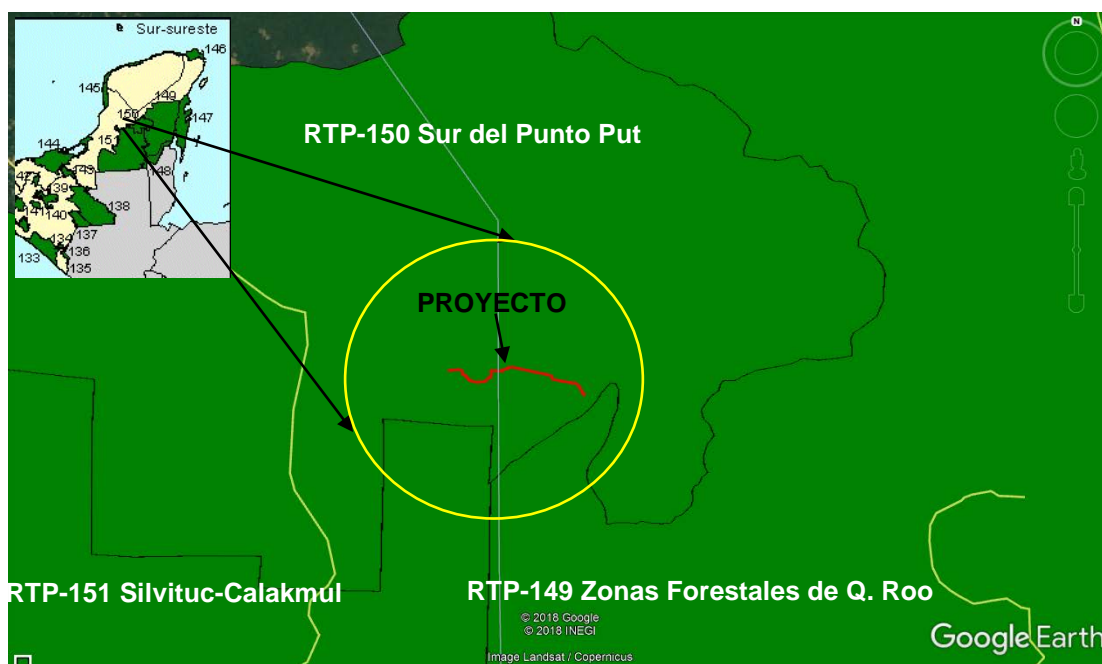 Sur-sureste
146
145
149
147
150
144
151
143
148
142
139
138
141
140
134
137
133
136
135
N
RTP-150 Sur del Punto Put
PROYECTO
RTP-151 Silvituc-Calakmul
RTP-149 Zonas Forestales de Q. Roo
© 2018 Google
© 2018 INEGI
Image Landsat / Copernicus
Google Earth